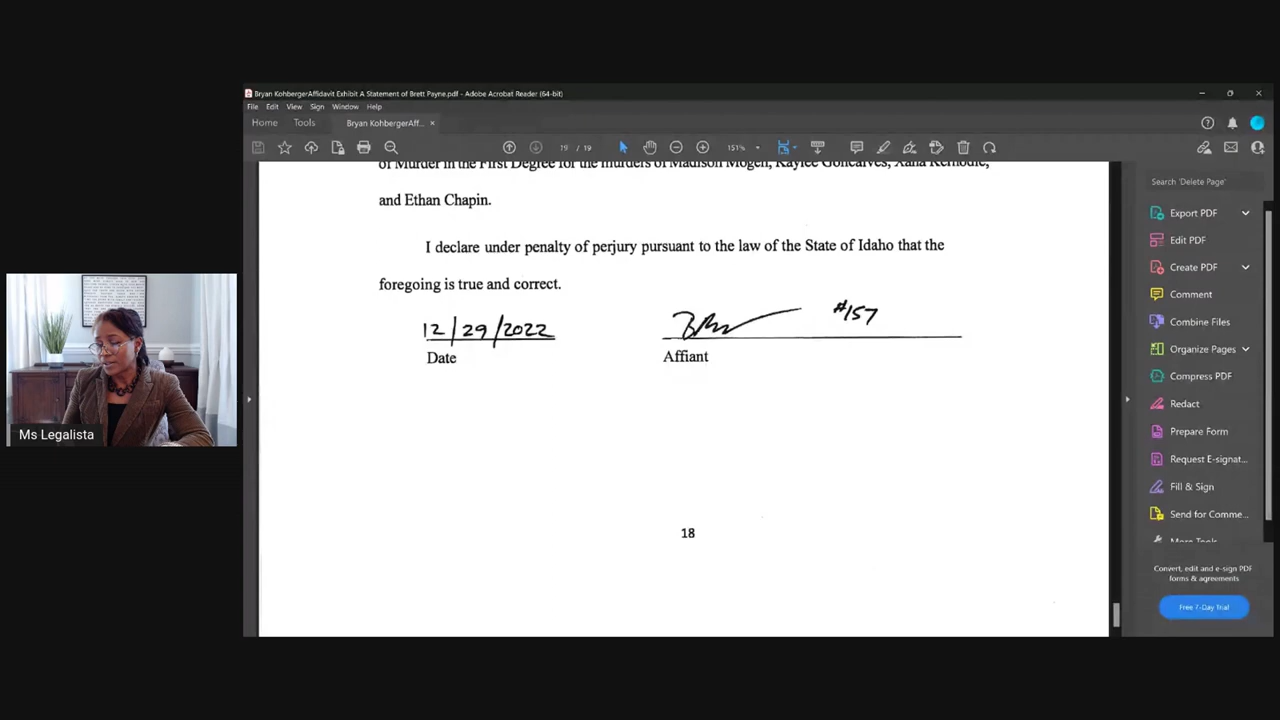 Bryan KohbergerAffidavit Exhibit A Statement of Brett Payne.pdf - Adobe Acrobat Reader (64-bit)
File Edit View Sign Window Help
Home Tools Bryan KohbergerAff... ×
19 / 19 151%
of Murder in the First Degree for the murders of Madison Mogen, Kaylee Goncalves, Xana Kernodle,
and Ethan Chapin.
I declare under penalty of perjury pursuant to the law of the State of Idaho that the
foregoing is true and correct.
12/29/2022 #157
Date Affiant
18
Search 'Delete Page'
Export PDF
Edit PDF
Create PDF
Comment
Combine Files
Organize Pages
Compress PDF
Redact
Prepare Form
Request E-signat...
Fill & Sign
Send for Comme...
More Tools
Convert, edit and e-sign PDF
forms & agreements
Free 7-Day Trial
Ms Legalista